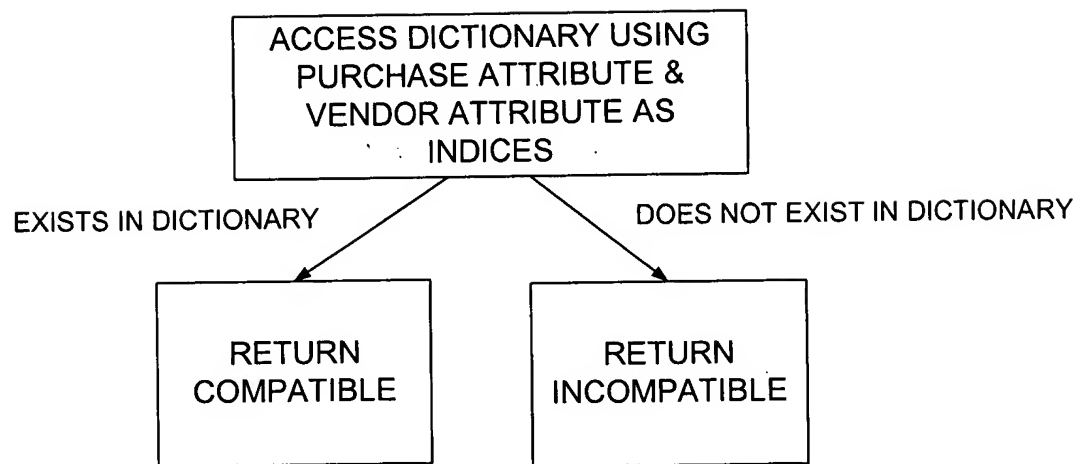 ACCESS DICTIONARY USING
PURCHASE ATTRIBUTE &
VENDOR ATTRIBUTE AS
INDICES
EXISTS IN DICTIONARY
DOES NOT EXIST IN DICTIONARY
RETURN
COMPATIBLE
RETURN
INCOMPATIBLE